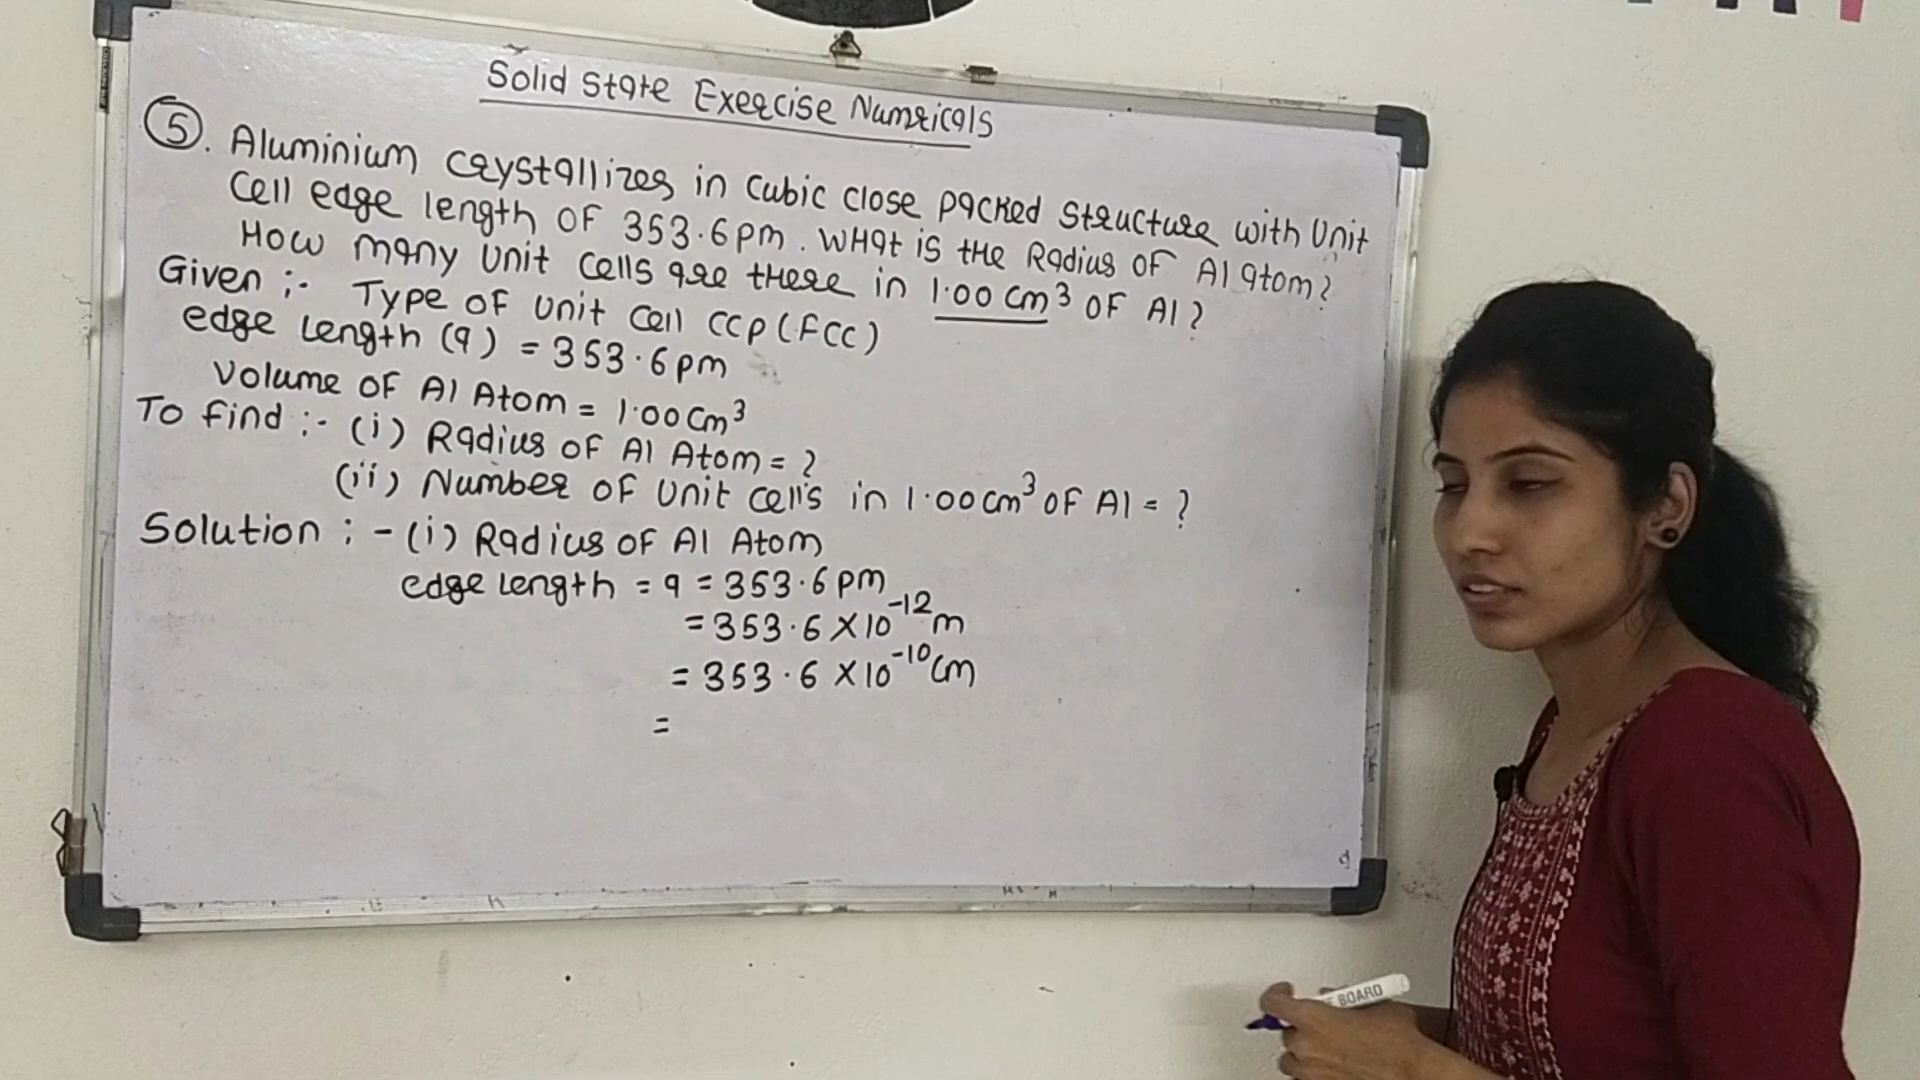 Solid State Exercise Numericals
5. Aluminium crystallizes in cubic close packed structure with unit
cell edge length of 353.6 pm. What is the Radius of Al atom?
How many unit cells are there in 1.00 cm³ of Al?
Given :- Type of unit cell ccp (fcc)
edge length (a) = 353.6 pm
volume of Al Atom = 1.00 cm³
To find :- (i) Radius of Al Atom = ?
(ii) Number of unit cells in 1.00 cm³ of Al = ?
Solution :- (i) Radius of Al Atom
edge length = a = 353.6 pm
= 353.6 × 10⁻¹² m
= 353.6 × 10⁻¹⁰ cm
=
BOARD